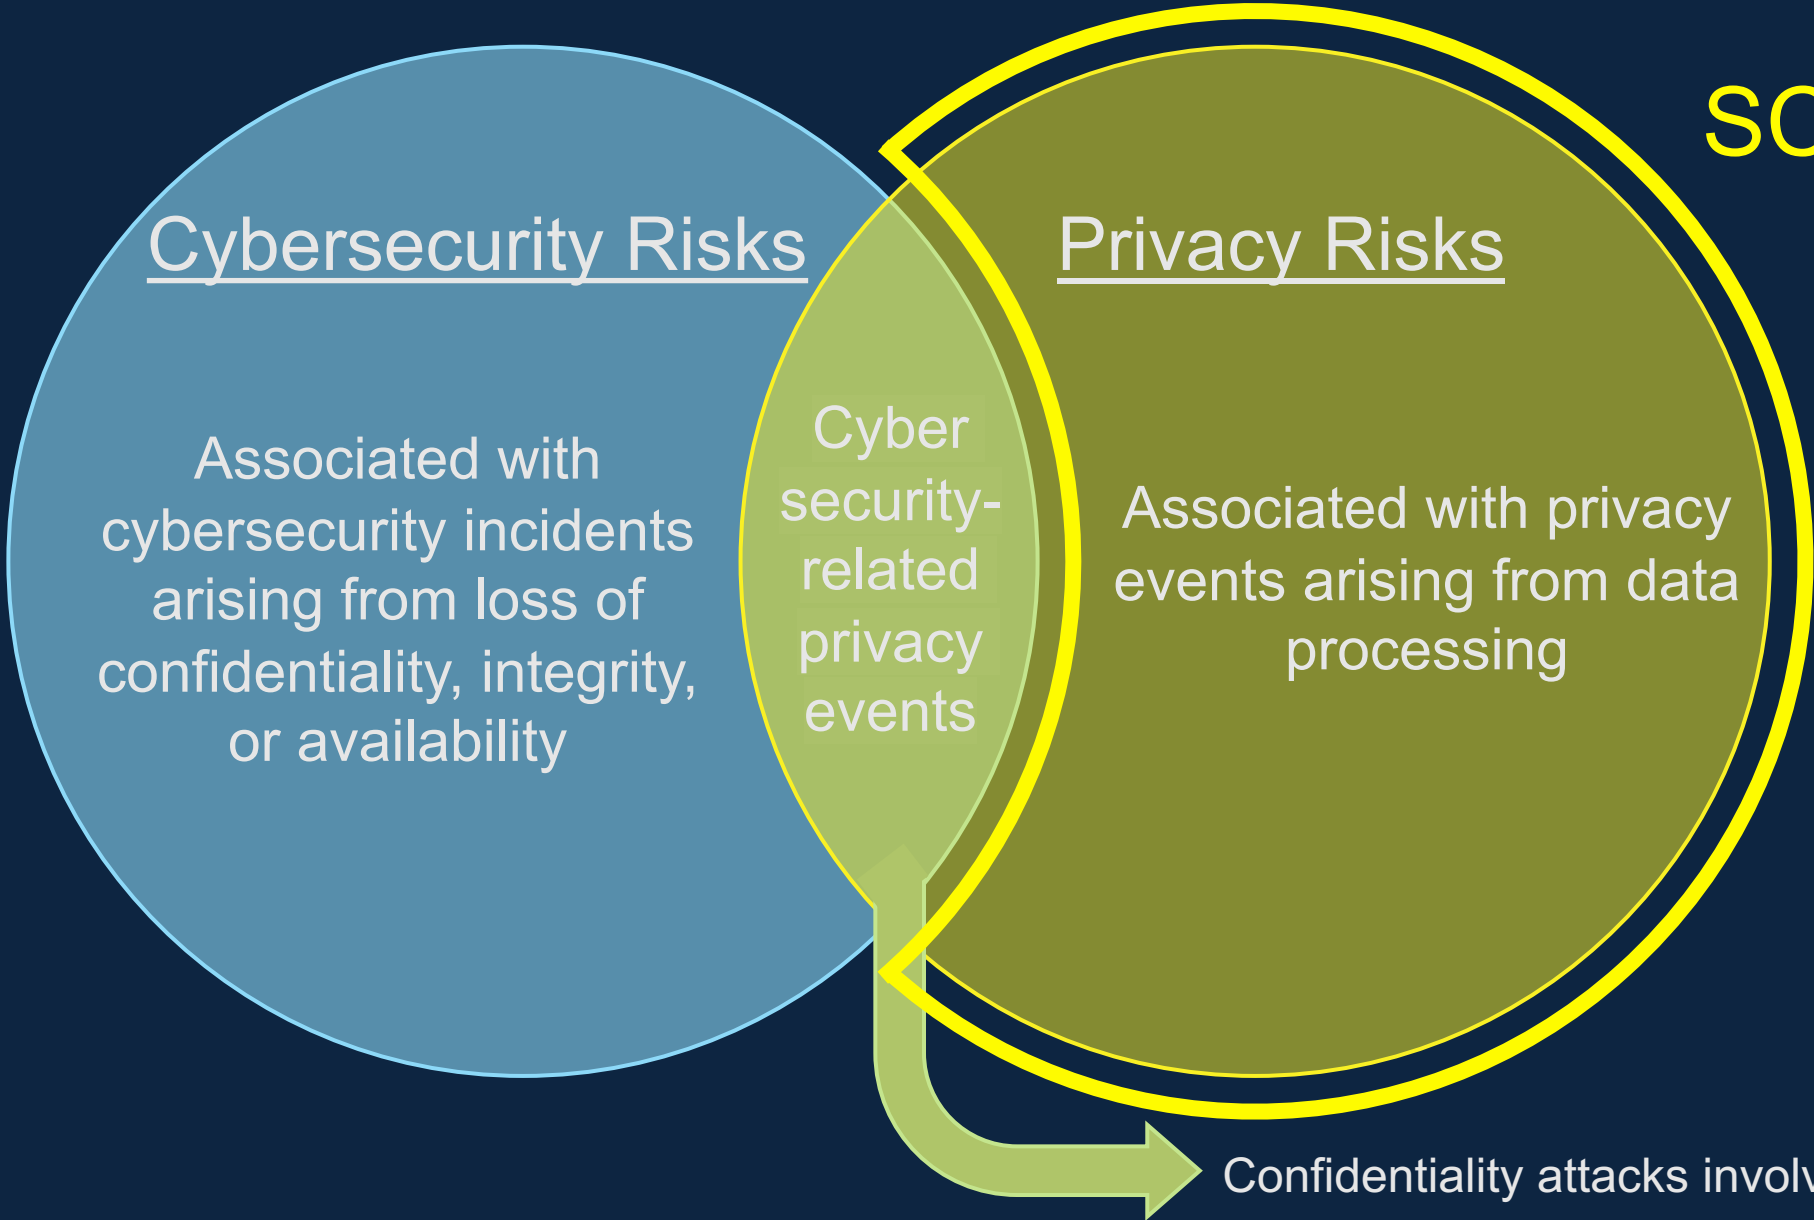 SC
Cybersecurity Risks
Associated with
cybersecurity incidents
arising from loss of
confidentiality, integrity,
or availability
Cyber
security-
related
privacy
events
Privacy Risks
Associated with privacy
events arising from data
processing
Confidentiality attacks